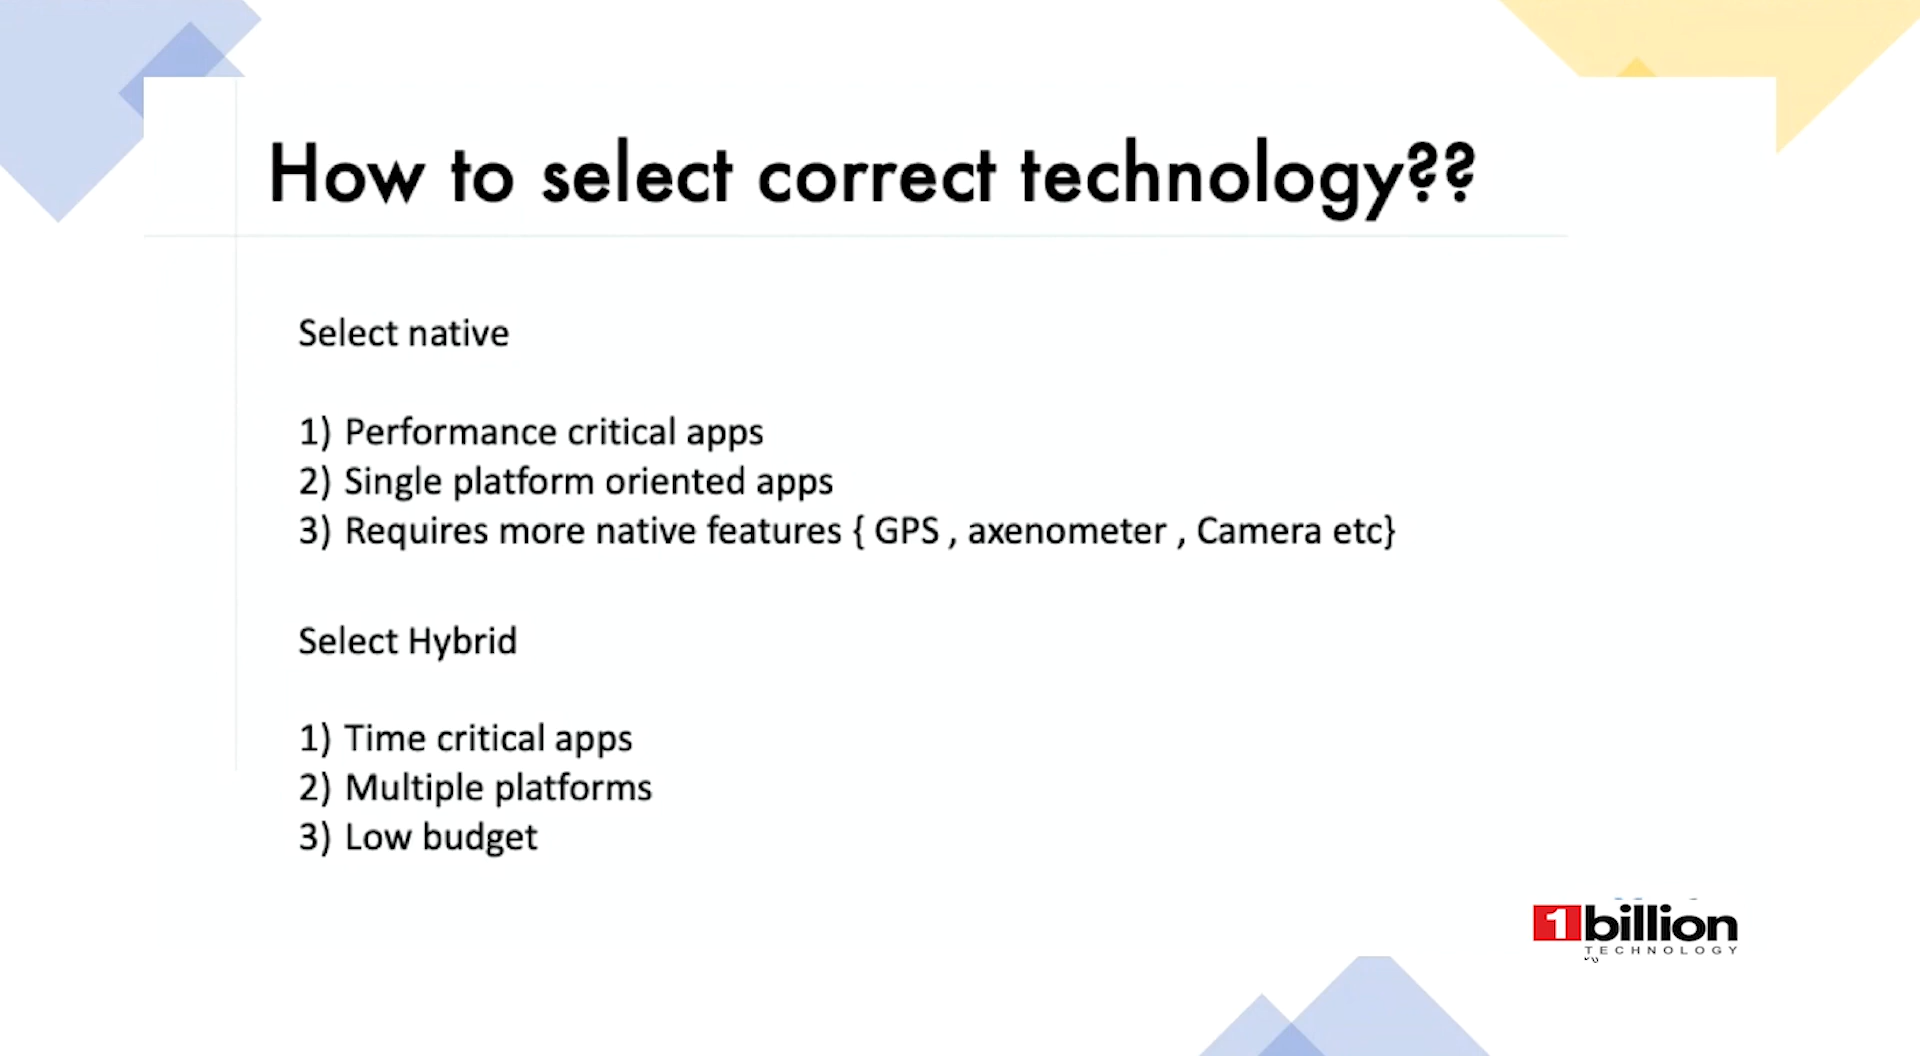 How to select correct technology??
Select native
1) Performance critical apps
2) Single platform oriented apps
3) Requires more native features { GPS , axenometer , Camera etc}
Select Hybrid
1) Time critical apps
2) Multiple platforms
3) Low budget
1billion
TECHNOLOGY